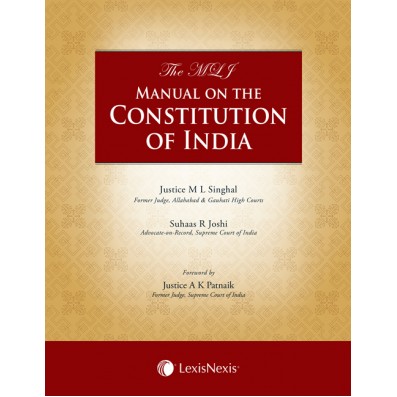 The MLJ
MANUAL ON THE
CONSTITUTION
OF INDIA
Justice M L Singhal
Former Judge, Allahabad & Gauhati High Courts
Suhaas R Joshi
Advocate-on-Record, Supreme Court of India
Foreword by
Justice A K Patnaik
Former Judge, Supreme Court of India
LexisNexis®